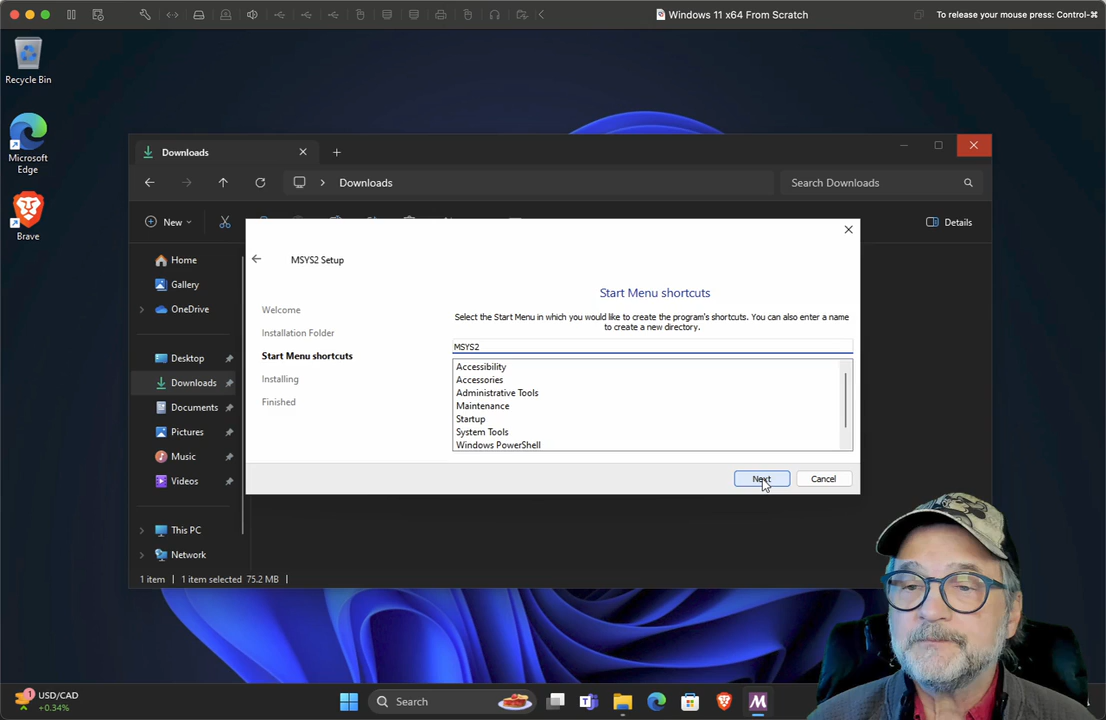 Windows 11 x64 From Scratch
To release your mouse press: Control-⌘
Recycle Bin
Microsoft
Edge
Brave
Downloads
Downloads
Search Downloads
New
Details
Home
Gallery
OneDrive
Desktop
Downloads
Documents
Pictures
Music
Videos
This PC
Network
1 item
1 item selected 75.2 MB
MSYS2 Setup
Welcome
Installation Folder
Start Menu shortcuts
Installing
Finished
Start Menu shortcuts
Select the Start Menu in which you would like to create the program's shortcuts. You can also enter a name
to create a new directory.
MSYS2
Accessibility
Accessories
Administrative Tools
Maintenance
Startup
System Tools
Windows PowerShell
Next
Cancel
1
USD/CAD
+0.34%
Search